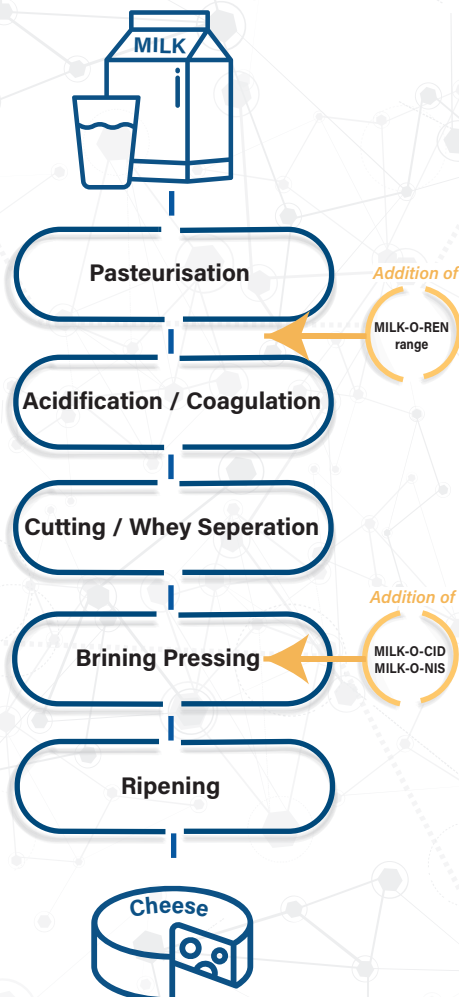 MILK
Pasteurisation
Addition of
MILK-O-REN
range
Acidification / Coagulation
Cutting / Whey Seperation
Addition of
Brining Pressing
MILK-O-CID
MILK-O-NIS
Ripening
Cheese